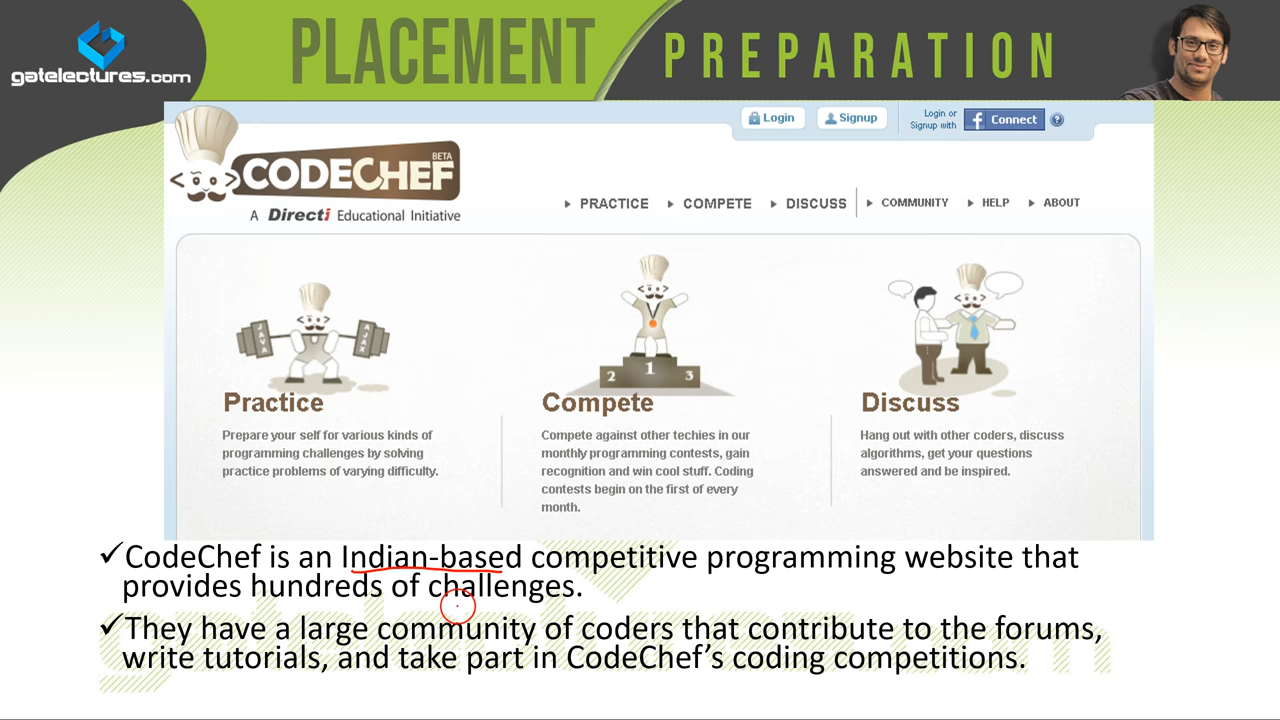 PLACEMENT PREPARATION
gatelectures.com
Login
Signup
Login or
Signup with
f Connect
?
BETA
CODECHEF
A Directi Educational Initiative
PRACTICE
COMPETE
DISCUSS
COMMUNITY
HELP
ABOUT
JAVA
AJAX
2 1 3
Practice
Prepare your self for various kinds of
programming challenges by solving
practice problems of varying difficulty.
Compete
Compete against other techies in our
monthly programming contests, gain
recognition and win cool stuff. Coding
contests begin on the first of every
month.
Discuss
Hang out with other coders, discuss
algorithms, get your questions
answered and be inspired.
✓CodeChef is an Indian-based competitive programming website that
provides hundreds of challenges.
✓They have a large community of coders that contribute to the forums,
write tutorials, and take part in CodeChef’s coding competitions.